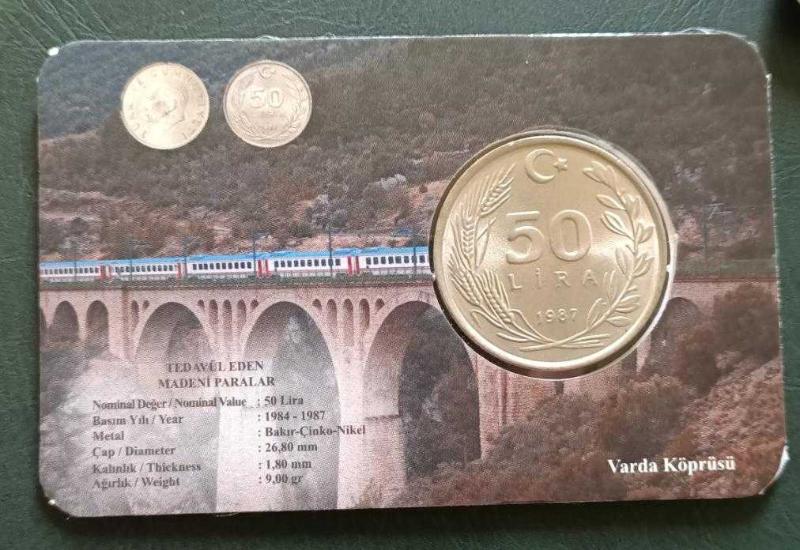 50
50
LİRA
1987
TEDAVÜL EDEN
MADENİ PARALAR
Nominal Değer / Nominal Value : 50 Lira
Basım Yılı / Year : 1984 - 1987
Metal : Bakır-Çinko-Nikel
Çap / Diameter : 26,80 mm
Kalınlık / Thickness : 1,80 mm
Ağırlık / Weight : 9,00 gr
Varda Köprüsü